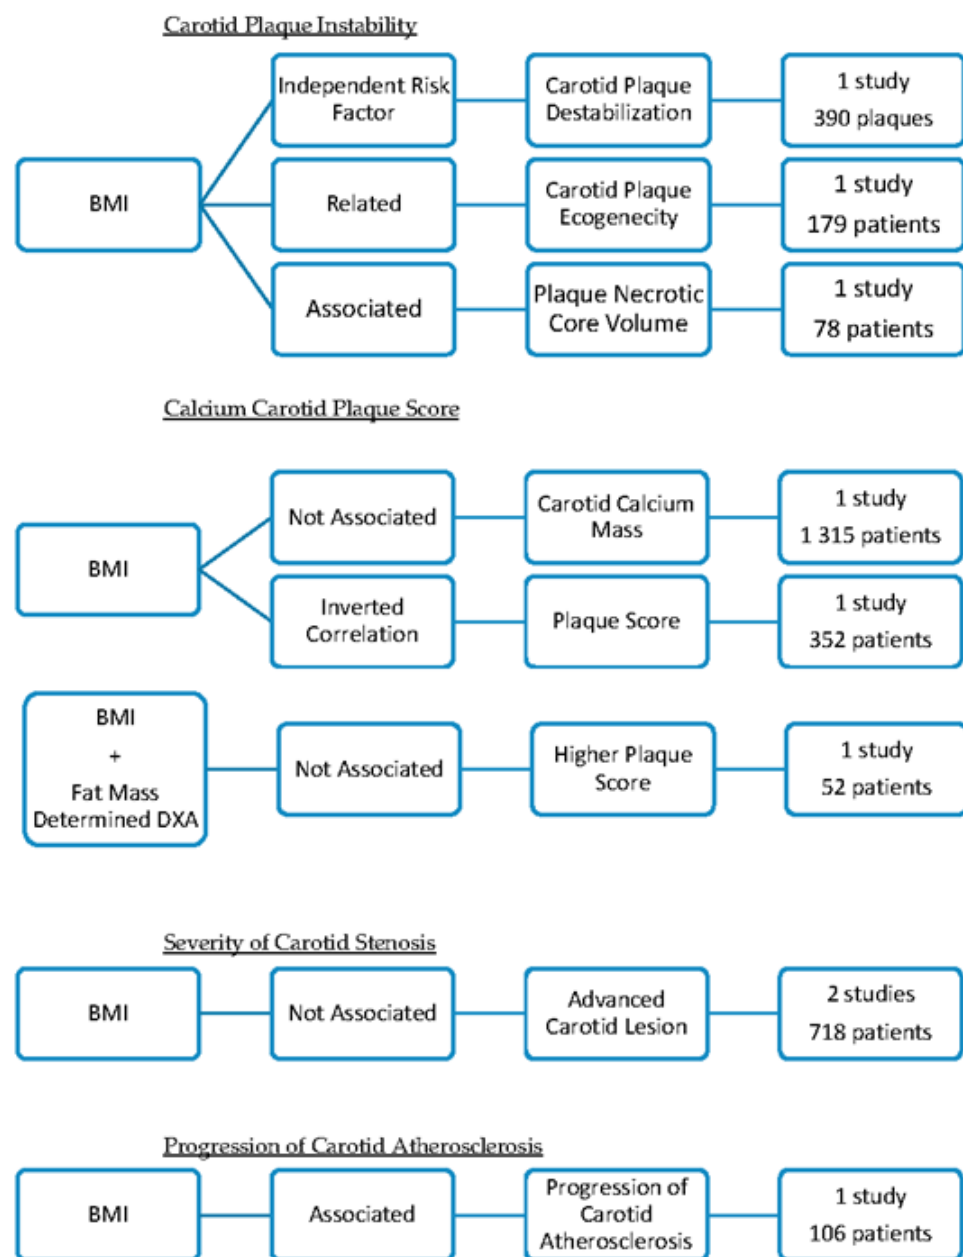 Carotid Plaque Instability
BMI
Independent Risk
Factor
Carotid Plaque
Destabilization
1 study
390 plaques
Related
Carotid Plaque
Ecogenecity
1 study
179 patients
Associated
Plaque Necrotic
Core Volume
1 study
78 patients
Calcium Carotid Plaque Score
BMI
Not Associated
Carotid Calcium
Mass
1 study
1 315 patients
Inverted
Correlation
Plaque Score
1 study
352 patients
BMI
+
Fat Mass
Determined DXA
Not Associated
Higher Plaque
Score
1 study
52 patients
Severity of Carotid Stenosis
BMI
Not Associated
Advanced
Carotid Lesion
2 studies
718 patients
Progression of Carotid Atherosclerosis
BMI
Associated
Progression of
Carotid
Atherosclerosis
1 study
106 patients